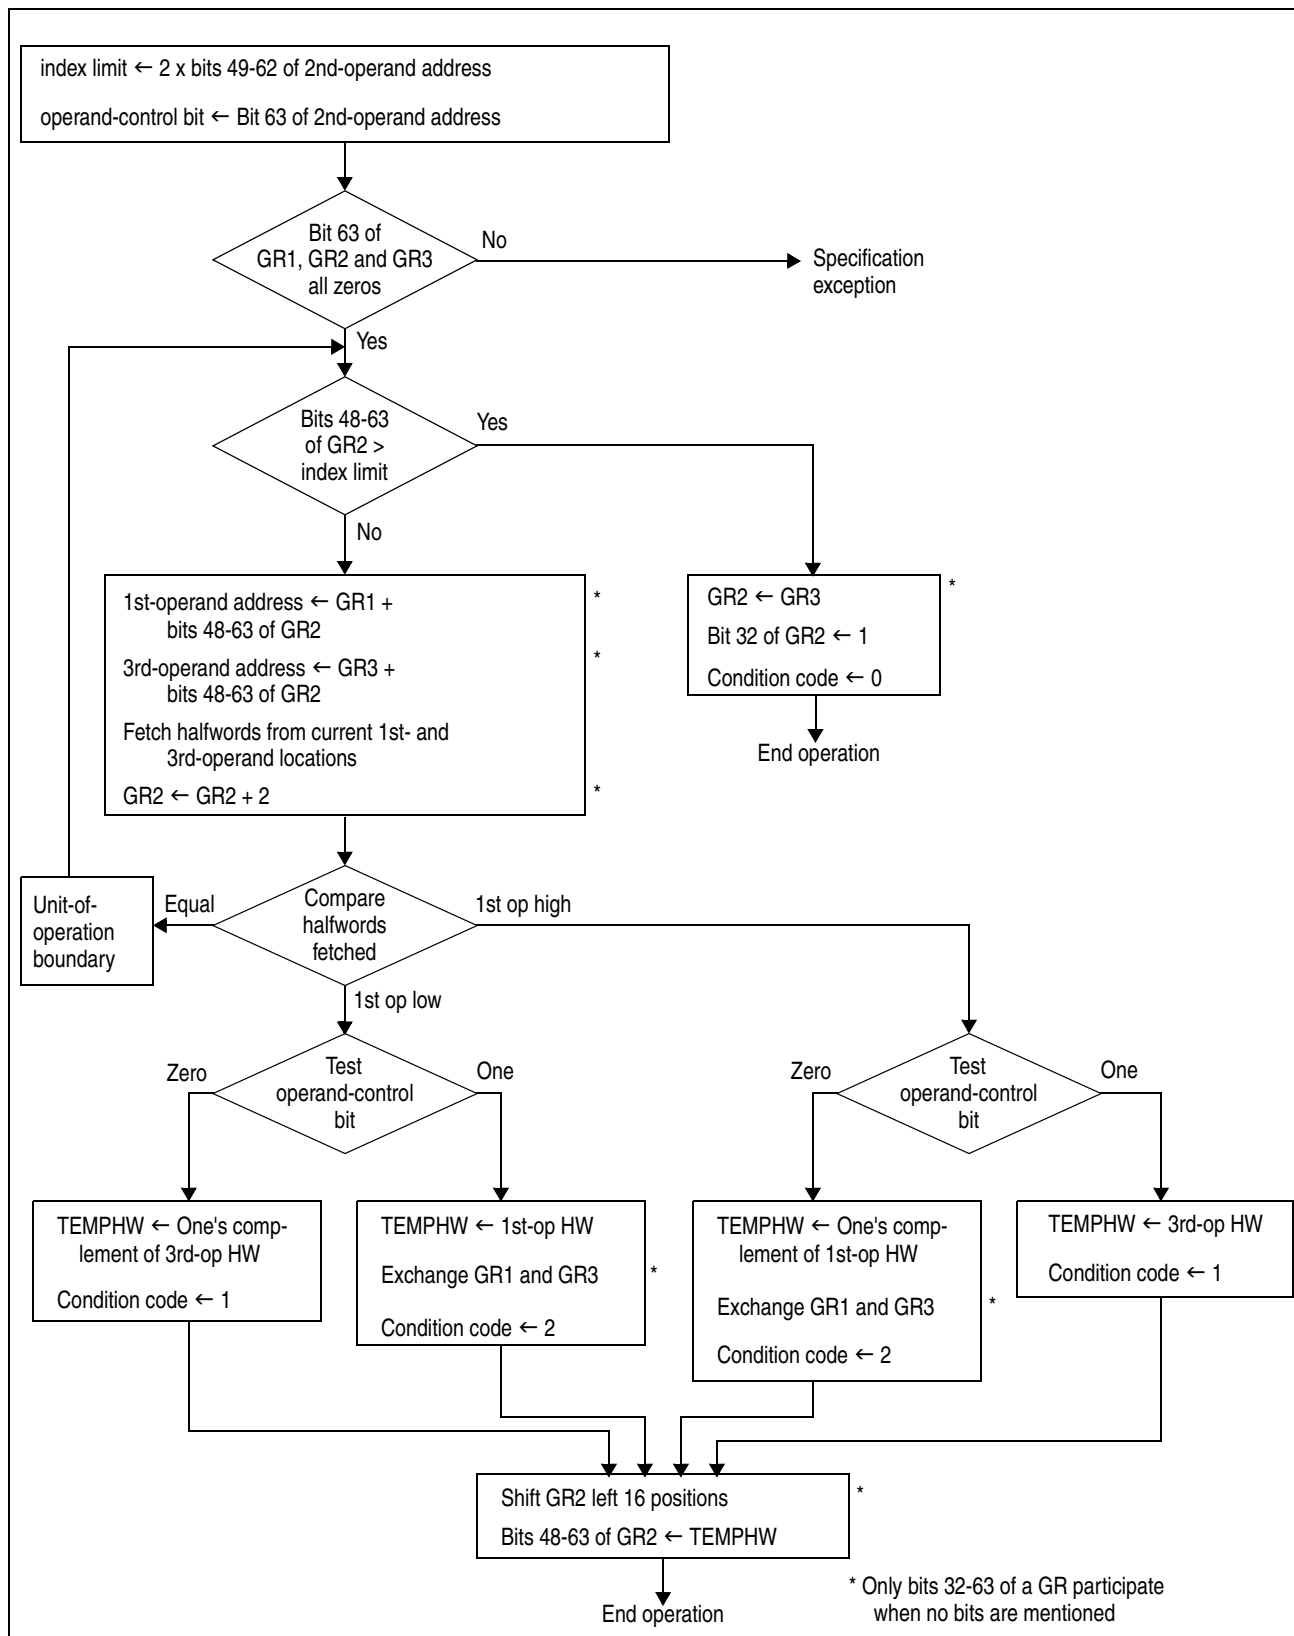 index limit ← 2 x bits 49-62 of 2nd-operand address
operand-control bit ← Bit 63 of 2nd-operand address
Bit 63 of
GR1, GR2 and GR3
all zeros
No
Specification
exception
Yes
Bits 48-63
of GR2 >
index limit
Yes
No
1st-operand address ← GR1 +
bits 48-63 of GR2
*
3rd-operand address ← GR3 +
bits 48-63 of GR2
*
Fetch halfwords from current 1st- and
3rd-operand locations
GR2 ← GR2 + 2
*
GR2 ← GR3
*
Bit 32 of GR2 ← 1
Condition code ← 0
End operation
Unit-of-
operation
boundary
Equal
Compare
halfwords
fetched
1st op high
1st op low
Zero
Test
operand-control
bit
One
Zero
Test
operand-control
bit
One
TEMPHW ← One's comp-
lement of 3rd-op HW
Condition code ← 1
TEMPHW ← 1st-op HW
Exchange GR1 and GR3
*
Condition code ← 2
TEMPHW ← One's comp-
lement of 1st-op HW
Exchange GR1 and GR3
*
Condition code ← 2
TEMPHW ← 3rd-op HW
Condition code ← 1
Shift GR2 left 16 positions
*
Bits 48-63 of GR2 ← TEMPHW
End operation
* Only bits 32-63 of a GR participate
when no bits are mentioned